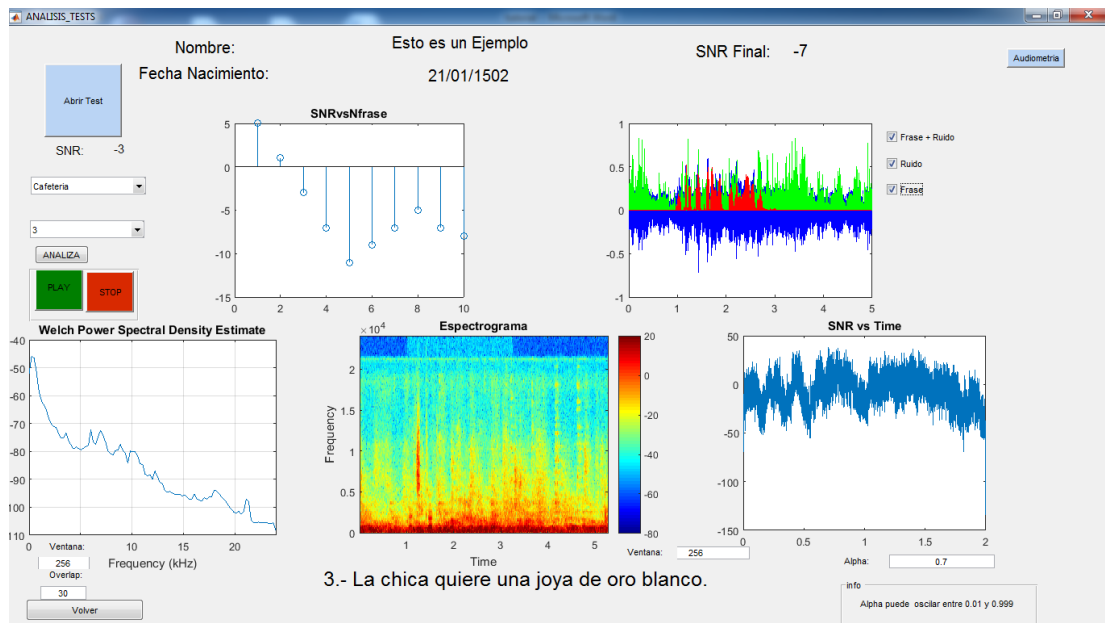 ANALISIS_TESTS
Nombre:
Esto es un Ejemplo
SNR Final: -7
Audiometria
Fecha Nacimiento:
21/01/1502
Abrir Test
SNR: -3
Cafeteria
3
ANALIZA
PLAY
STOP
SNRvsNfrase
5
0
-5
-10
-15
0 2 4 6 8 10
1
0.5
0
-0.5
-1
0 1 2 3 4 5
Frase + Ruido
Ruido
Frase
Welch Power Spectral Density Estimate
-40
-50
-60
-70
-80
-90
100
110
0 5 10 15 20
Frequency (kHz)
Ventana:
256
Overlap:
30
Volver
Espectrograma
× 10^4
2
1.5
1
0.5
0
Frequency
1 2 3 4 5
Time
20
0
-20
-40
-60
-80
Ventana:
256
SNR vs Time
50
0
-50
-100
-150
0 0.5 1 1.5 2
Alpha:
0.7
3.- La chica quiere una joya de oro blanco.
info
Alpha puede oscilar entre 0.01 y 0.999